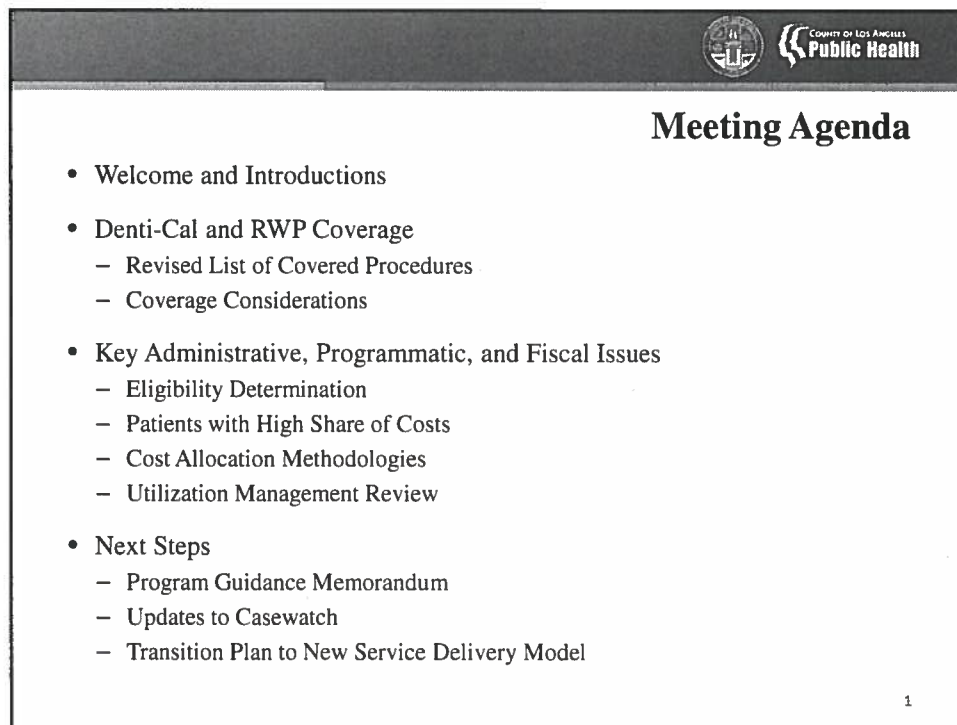 COUNTY OF LOS ANGELES
Public Health
Meeting Agenda
• Welcome and Introductions
• Denti-Cal and RWP Coverage
– Revised List of Covered Procedures
– Coverage Considerations
• Key Administrative, Programmatic, and Fiscal Issues
– Eligibility Determination
– Patients with High Share of Costs
– Cost Allocation Methodologies
– Utilization Management Review
• Next Steps
– Program Guidance Memorandum
– Updates to Casewatch
– Transition Plan to New Service Delivery Model
1